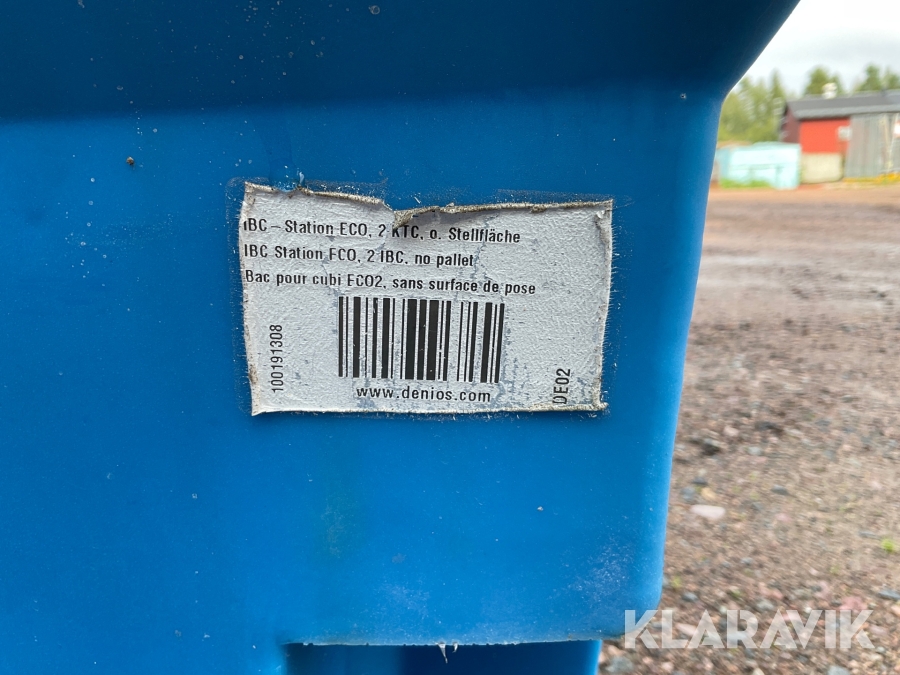 IBC – Station ECO, 2 KTC, o. Stellfläche
IBC Station ECO, 2 IBC, no pallet
Bac pour cubi ECO2, sans surface de pose
100191308
www.denios.com
DE02
KLARAVIK